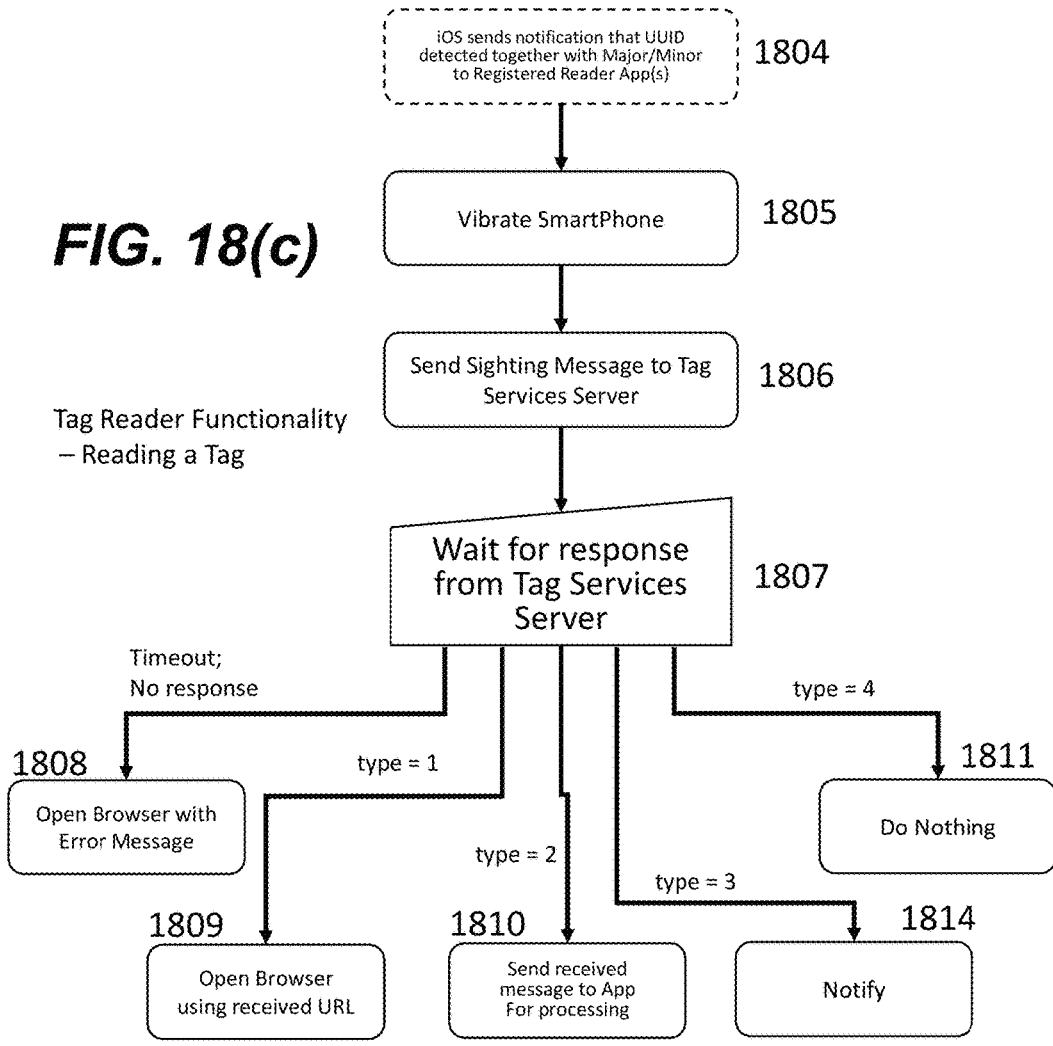 iOS sends notification that UUID
detected together with Major/Minor
to Registered Reader App(s)
1804
Vibrate SmartPhone
1805
FIG. 18(c)
Send Sighting Message to Tag
Services Server
1806
Tag Reader Functionality
– Reading a Tag
Wait for response
from Tag Services
Server
1807
Timeout;
No response
type = 4
1808
type = 1
1811
Open Browser with
Error Message
Do Nothing
type = 2
type = 3
1809
1810
1814
Open Browser
using received URL
Send received
message to App
For processing
Notify